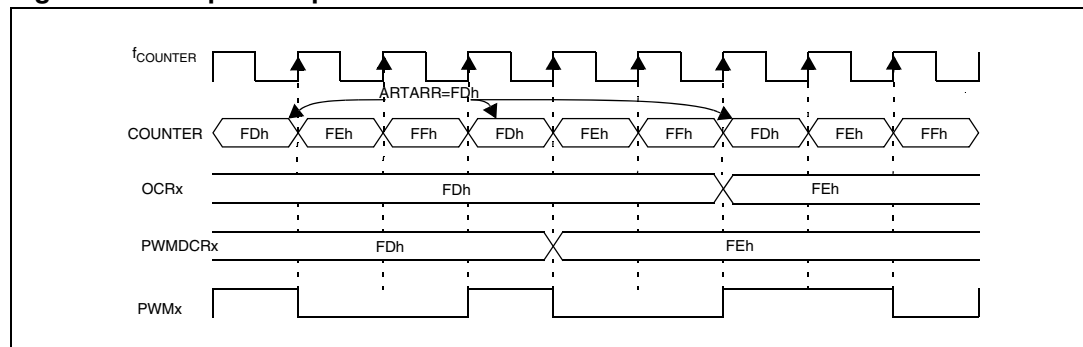 fCOUNTER
ARTARR=FDh
COUNTER FDh FEh FFh FDh FEh FFh FDh FEh FFh
OCRx FDh FEh
PWMDCRx FDh FEh
PWMx